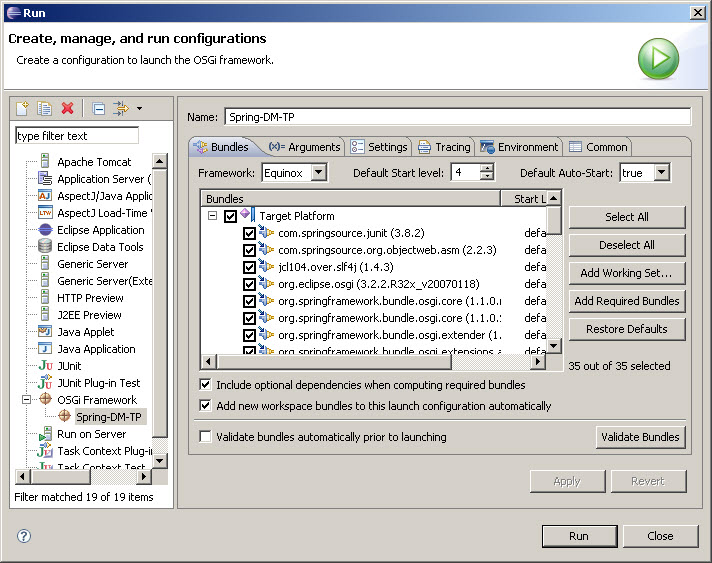 Run
Create, manage, and run configurations
Create a configuration to launch the OSGi framework.
type filter text
Apache Tomcat
Application Server (
AspectJ/Java Applic
AspectJ Load-Time
Eclipse Application
Eclipse Data Tools
Generic Server
Generic Server(Exte
HTTP Preview
J2EE Preview
Java Applet
Java Application
JUnit
JUnit Plug-in Test
OSGi Framework
Spring-DM-TP
Run on Server
Task Context Plug-in
Task Context Test
Filter matched 19 of 19 items
Name: Spring-DM-TP
Bundles (x)= Arguments Settings Tracing Environment Common
Framework: Equinox Default Start level: 4 Default Auto-Start: true
Bundles Start L
Target Platform
com.springsource.junit (3.8.2) defa
com.springsource.org.objectweb.asm (2.2.3) defa
jcl104.over.slf4j (1.4.3) defa
org.eclipse.osgi (3.2.2.R32x_v20070118) defa
org.springframework.bundle.osgi.core (1.1.0.r defa
org.springframework.bundle.osgi.core (1.1.0. defa
org.springframework.bundle.osgi.extender (1. defa
org.springframework.bundle.osgi.extensions.a defa
Select All
Deselect All
Add Working Set...
Add Required Bundles
Restore Defaults
35 out of 35 selected
Include optional dependencies when computing required bundles
Add new workspace bundles to this launch configuration automatically
Validate bundles automatically prior to launching
Validate Bundles
Apply Revert
? Run Close